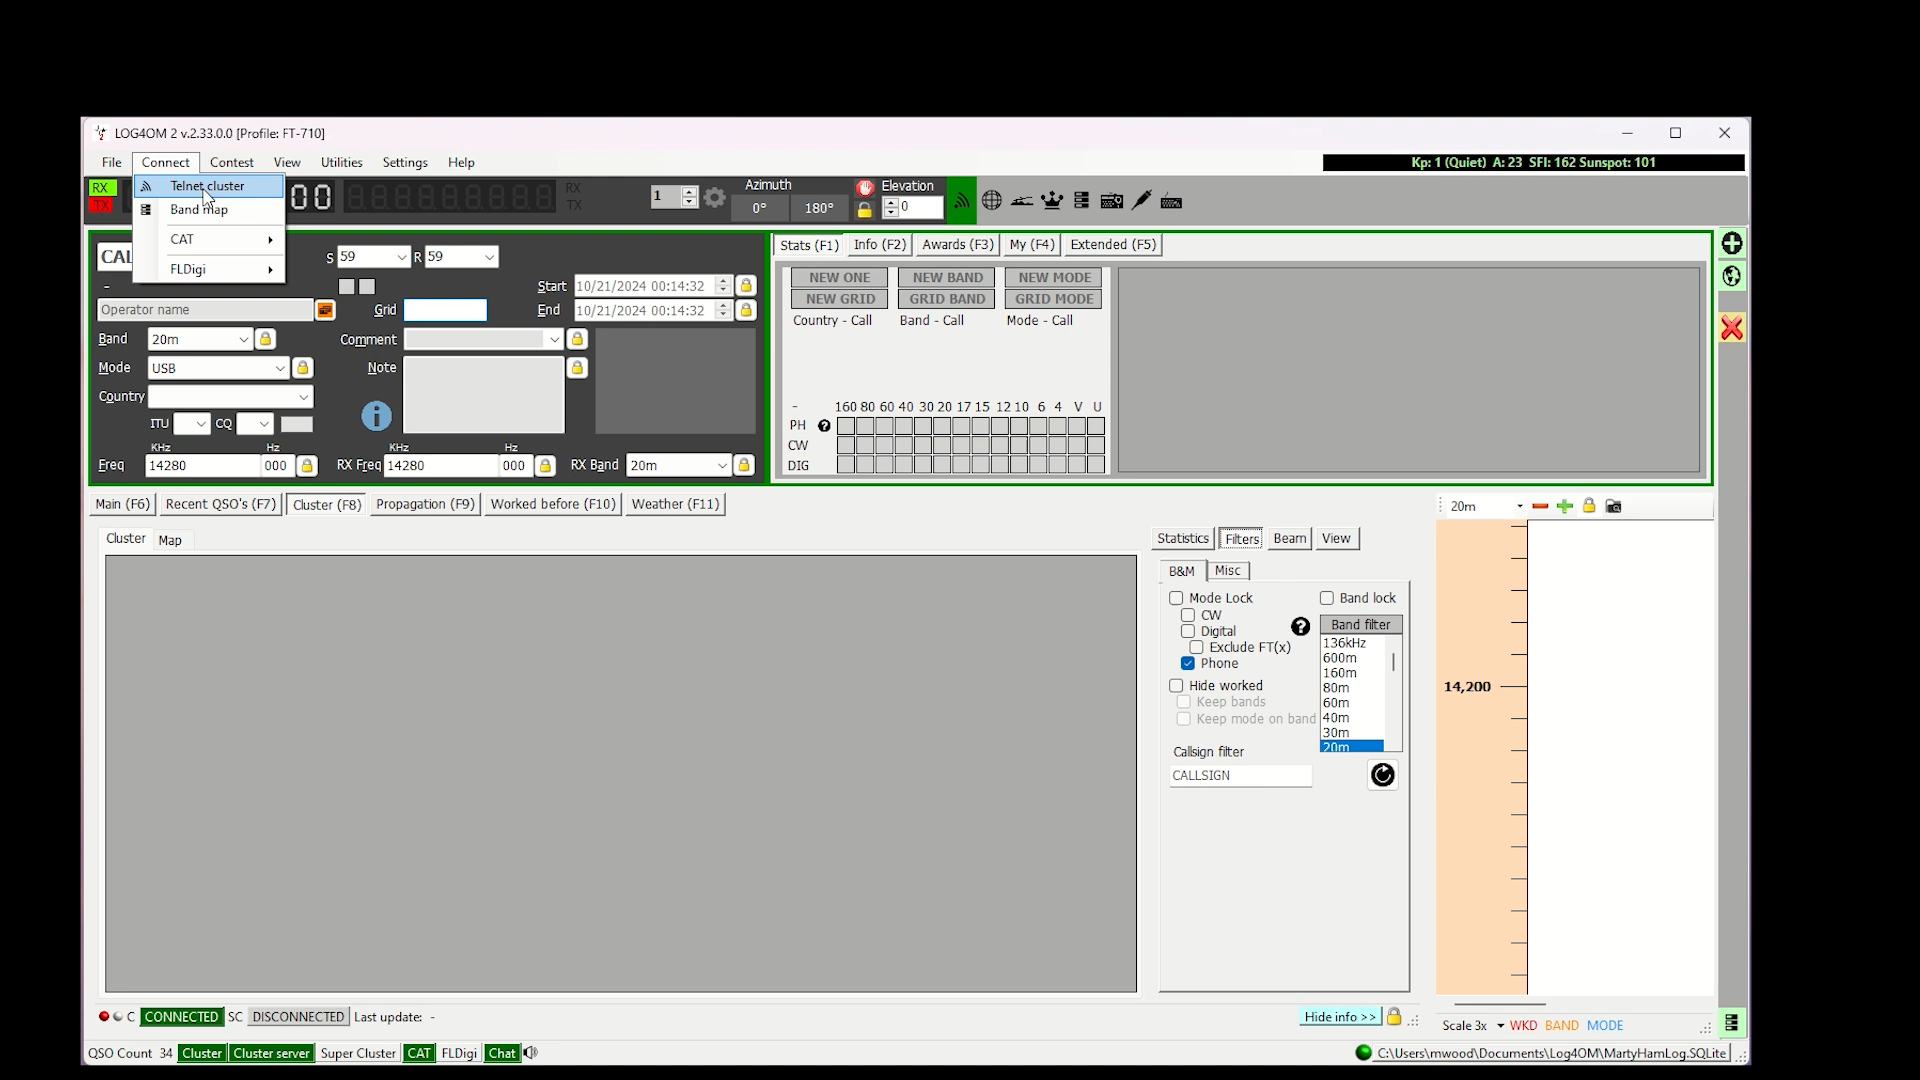 LOG4OM 2 v.2.33.0.0 [Profile: FT-710]
File Connect Contest View Utilities Settings Help
Kp: 1 (Quiet) A: 23 SFI: 162 Sunspot: 101
Telnet cluster
Band map
CAT
FLDigi
RX
TX
00
RX
TX
1
Azimuth
0° 180°
Elevation
0
CAL
S 59 R 59
-
Start 10/21/2024 00:14:32
Operator name
Grid
End 10/21/2024 00:14:32
Band 20m
Comment
Mode USB
Note
Country
ITU CQ
KHz Hz KHz Hz
Freq 14280 000 RX Freq 14280 000 RX Band 20m
Stats (F1) Info (F2) Awards (F3) My (F4) Extended (F5)
NEW ONE NEW BAND NEW MODE
NEW GRID GRID BAND GRID MODE
Country - Call Band - Call Mode - Call
- 160 80 60 40 30 20 17 15 12 10 6 4 V U
PH
CW
DIG
Main (F6) Recent QSO's (F7) Cluster (F8) Propagation (F9) Worked before (F10) Weather (F11)
Cluster Map
Statistics Filters Beam View
B&M Misc
Mode Lock
CW
Digital
Exclude FT(x)
Phone
Hide worked
Keep bands
Keep mode on band
Callsign filter
CALLSIGN
Band lock
Band filter
136kHz
600m
160m
80m
60m
40m
30m
20m
20m
14,200
C CONNECTED SC DISCONNECTED Last update: -
Hide info >>
Scale 3x WKD BAND MODE
QSO Count 34 Cluster Cluster server Super Cluster CAT FLDigi Chat
C:\Users\mwood\Documents\Log4OM\MartyHamLog.SQLite